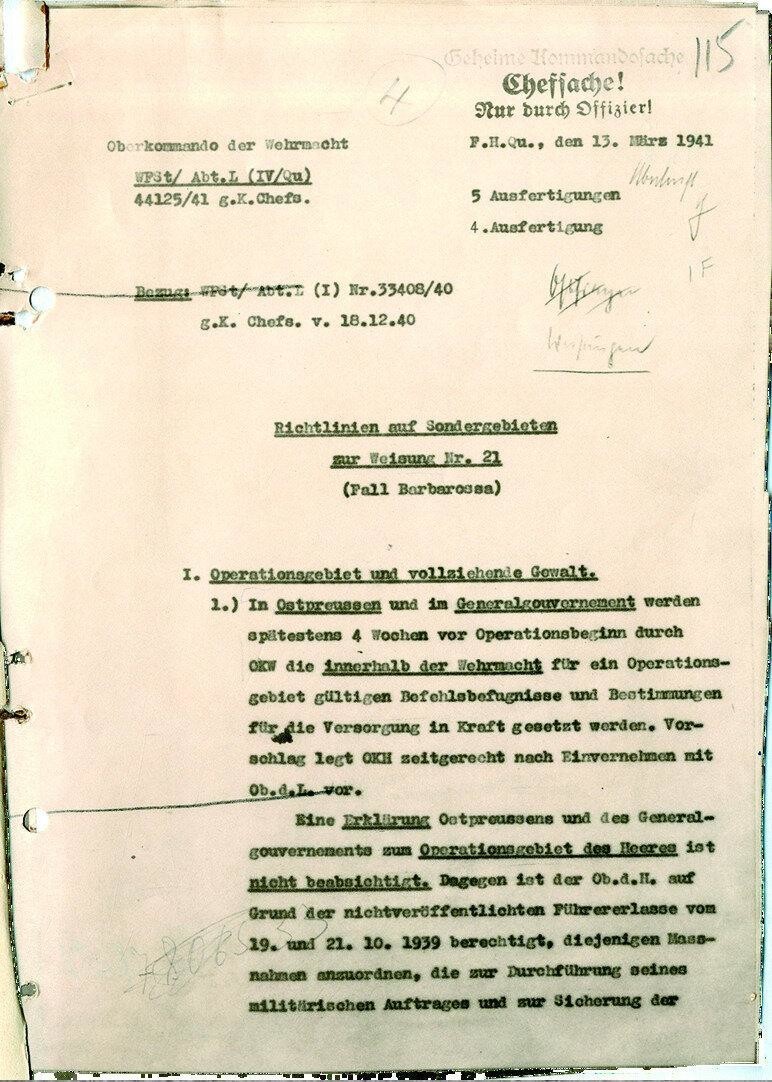 115
Geheime Kommandosache
Chefsache!
Nur durch Offizier!
4
Oberkommando der Wehrmacht
F.H.Qu., den 13. März 1941
WFSt/ Abt.L (IV/Qu)
44125/41 g.K.Chefs.
5 Ausfertigungen
4.Ausfertigung
1F
Bezug: WFSt/ Abt.L (I) Nr.33408/40
g.K. Chefs. v. 18.12.40
Richtlinien auf Sondergebieten
zur Weisung Nr. 21
(Fall Barbarossa)
I. Operationsgebiet und vollziehende Gewalt.
1.) In Ostpreussen und im Generalgouvernement werden
spätestens 4 Wochen vor Operationsbeginn durch
OKW die innerhalb der Wehrmacht für ein Operations-
gebiet gültigen Befehlsbefugnisse und Bestimmungen
für die Versorgung in Kraft gesetzt werden. Vor-
schlag legt OKH zeitgerecht nach Einvernehmen mit
Ob.d.L. vor.
Eine Erklärung Ostpreussens und des General-
gouvernements zum Operationsgebiet des Heeres ist
nicht beabsichtigt. Dagegen ist der Ob.d.H. auf
Grund der nichtveröffentlichten Führererlasse vom
19. und 21. 10. 1939 berechtigt, diejenigen Mass-
nahmen anzuordnen, die zur Durchführung seines
militärischen Auftrages und zur Sicherung der